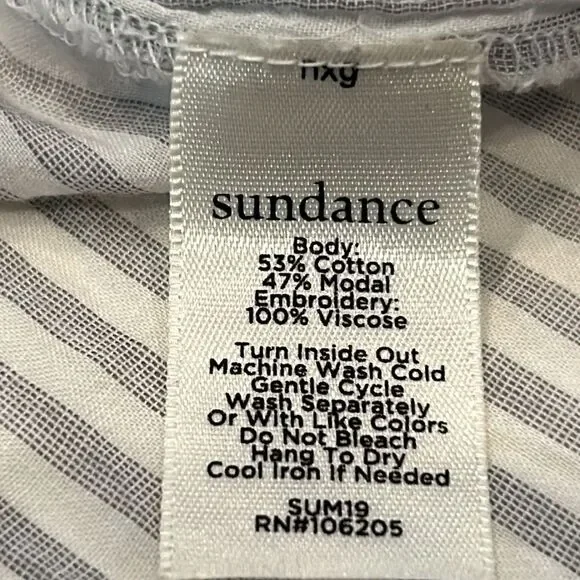 nxg
sundance
Body:
53% Cotton
47% Modal
Embroidery:
100% Viscose
Turn Inside Out
Machine Wash Cold
Gentle Cycle
Wash Separately
Or With Like Colors
Do Not Bleach
Hang To Dry
Cool Iron If Needed
SUM19
RN#106205